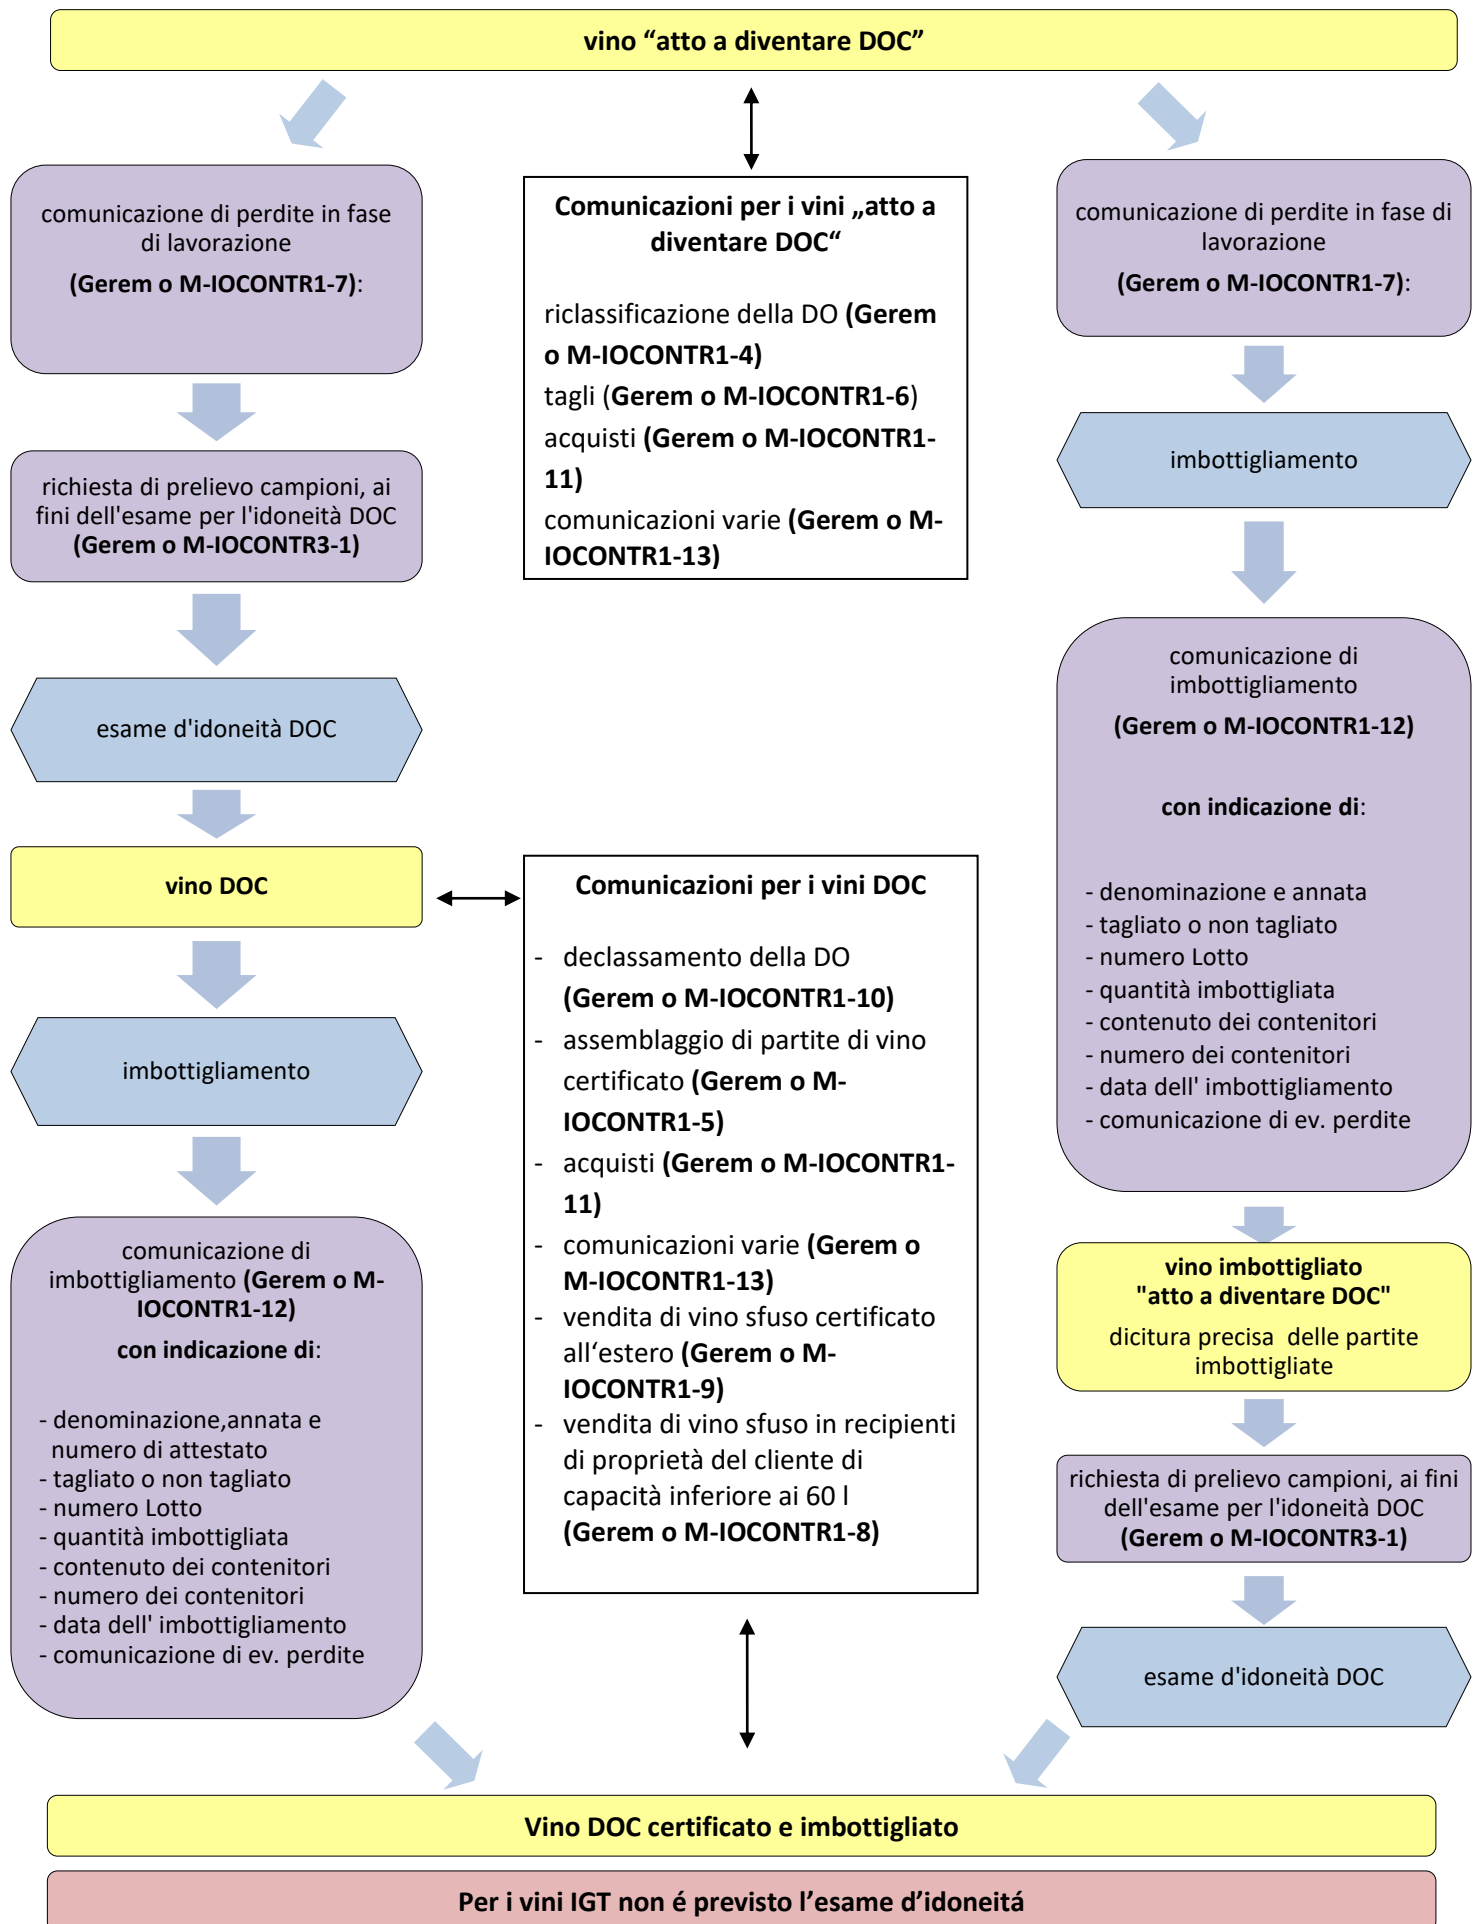 vino “atto a diventare DOC”
comunicazione di perdite in fase
di lavorazione
(Gerem o M-IOCONTR1-7):
richiesta di prelievo campioni, ai
fini dell'esame per l'idoneità DOC
(Gerem o M-IOCONTR3-1)
esame d'idoneità DOC
vino DOC
imbottigliamento
comunicazione di
imbottigliamento (Gerem o M-
IOCONTR1-12)
con indicazione di:
- denominazione,annata e
numero di attestato
- tagliato o non tagliato
- numero Lotto
- quantità imbottigliata
- contenuto dei contenitori
- numero dei contenitori
- data dell' imbottigliamento
- comunicazione di ev. perdite
Comunicazioni per i vini „atto a
diventare DOC“
riclassificazione della DO (Gerem
o M-IOCONTR1-4)
tagli (Gerem o M-IOCONTR1-6)
acquisti (Gerem o M-IOCONTR1-
11)
comunicazioni varie (Gerem o M-
IOCONTR1-13)
Comunicazioni per i vini DOC
- declassamento della DO
(Gerem o M-IOCONTR1-10)
- assemblaggio di partite di vino
certificato (Gerem o M-
IOCONTR1-5)
- acquisti (Gerem o M-IOCONTR1-
11)
- comunicazioni varie (Gerem o
M-IOCONTR1-13)
- vendita di vino sfuso certificato
all‘estero (Gerem o M-
IOCONTR1-9)
- vendita di vino sfuso in recipienti
di proprietà del cliente di
capacità inferiore ai 60 l
(Gerem o M-IOCONTR1-8)
comunicazione di perdite in fase di
lavorazione
(Gerem o M-IOCONTR1-7):
imbottigliamento
comunicazione di
imbottigliamento
(Gerem o M-IOCONTR1-12)
con indicazione di:
- denominazione e annata
- tagliato o non tagliato
- numero Lotto
- quantità imbottigliata
- contenuto dei contenitori
- numero dei contenitori
- data dell' imbottigliamento
- comunicazione di ev. perdite
vino imbottigliato
"atto a diventare DOC"
dicitura precisa delle partite
imbottigliate
richiesta di prelievo campioni, ai fini
dell'esame per l'idoneità DOC
(Gerem o M-IOCONTR3-1)
esame d'idoneità DOC
Vino DOC certificato e imbottigliato
Per i vini IGT non é previsto l’esame d’idoneitá